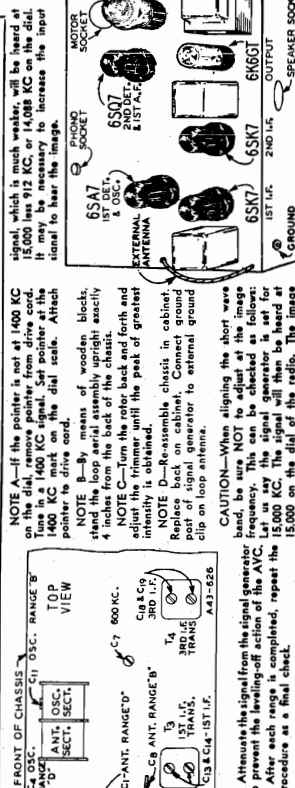 FRONT OF CHASSIS
C4 OSC.
RANGE
"D"
C11 OSC. RANGE "B"
ANT.
SECT.
OSC.
SECT.
TOP
VIEW
C1-ANT. RANGE "D"
C7 600 KC.
C8 ANT. RANGE "B"
C18 & C19
3RD I.F.
T3
1ST I.F.
TRANS.
T4
3RD I.F.
TRANS
C13 & C14-1ST I.F.
A43-626
Attenuate the signal from the signal generator
prevent the leveling-off action of the AVC.
After each range is completed, repeat the
procedure as a final check.
NOTE A—If the pointer is not at 1400 KC
on the dial, remove pointer from drive cord.
Tune in a 1400 KC signal. Set pointer at the
1400 KC mark on the dial scale. Attach
pointer to drive cord.
NOTE B—By means of wooden blocks,
stand the loop aerial assembly upright exactly
4 inches from the back of the chassis.
NOTE C—Turn the rotor back and forth and
adjust the trimmer until the peak of greatest
intensity is obtained.
NOTE D—Re-assemble chassis in cabinet.
Replace back on cabinet. Connect ground
post of signal generator to external ground
clip on loop antenna.
CAUTION—When aligning the short wave
band, be sure NOT to adjust at the image
frequency. This can be checked as follows:
Let us say the signal generator is set for
15,000 KC. The signal will then be heard at
15,000 on the dial of the radio. The image
signal, which is much weaker, will be heard at
15,000 less 912 KC, or 14,088 KC on the dial.
It may be necessary to increase the input
signal to hear the image.
PHONO
SOCKET
MOTOR
SOCKET
6SA7
1ST DET.
& OSC.
6SQ7
2ND DET.
& 1ST A.F.
EXTERNAL
ANTENNA
6SK7
1ST I.F.
6SK7
2ND I.F.
6K6GT
OUTPUT
GROUND